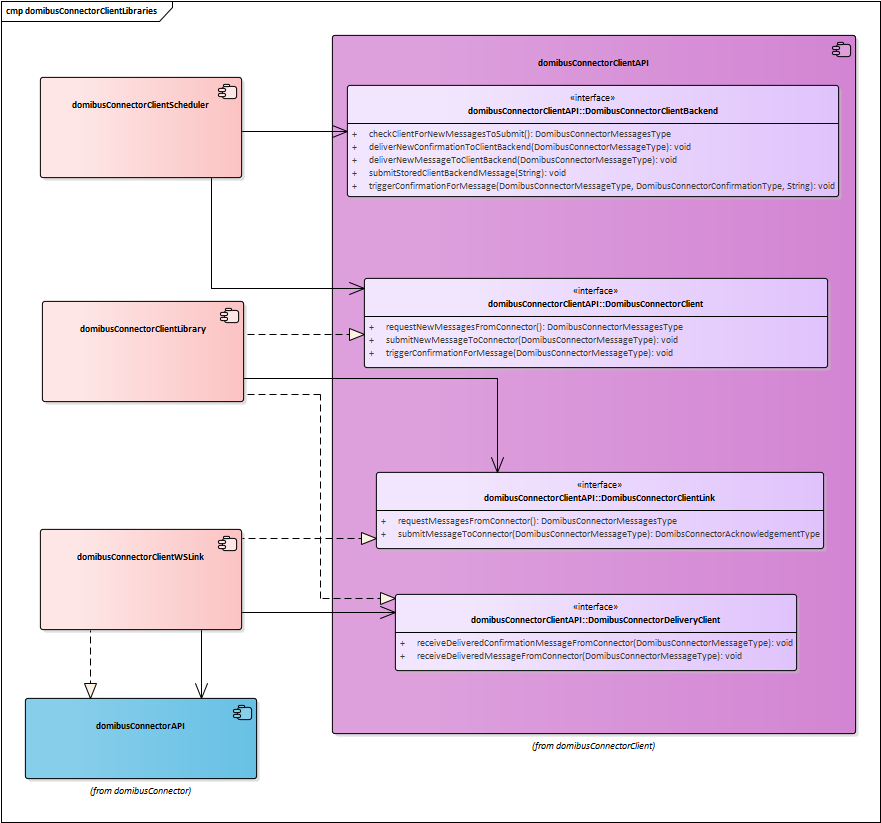 cmp domibusConnectorClientLibraries
domibusConnectorClientAPI
domibusConnectorClientScheduler
«interface»
domibusConnectorClientAPI::DomibusConnectorClientBackend
+ checkClientForNewMessagesToSubmit(): DomibusConnectorMessagesType
+ deliverNewConfirmationToClientBackend(DomibusConnectorMessageType): void
+ deliverNewMessageToClientBackend(DomibusConnectorMessageType): void
+ submitStoredClientBackendMessage(String): void
+ triggerConfirmationForMessage(DomibusConnectorMessageType, DomibusConnectorConfirmationType, String): void
«interface»
domibusConnectorClientAPI::DomibusConnectorClient
+ requestNewMessagesFromConnector(): DomibusConnectorMessagesType
+ submitNewMessageToConnector(DomibusConnectorMessageType): void
+ triggerConfirmationForMessage(DomibusConnectorMessageType): void
domibusConnectorClientLibrary
«interface»
domibusConnectorClientAPI::DomibusConnectorClientLink
+ requestMessagesFromConnector(): DomibusConnectorMessagesType
+ submitMessageToConnector(DomibusConnectorMessageType): DomibsConnectorAcknowledgementType
domibusConnectorClientWSLink
«interface»
domibusConnectorClientAPI::DomibusConnectorDeliveryClient
+ receiveDeliveredConfirmationMessageFromConnector(DomibusConnectorMessageType): void
+ receiveDeliveredMessageFromConnector(DomibusConnectorMessageType): void
domibusConnectorAPI
(from domibusConnectorClient)
(from domibusConnector)